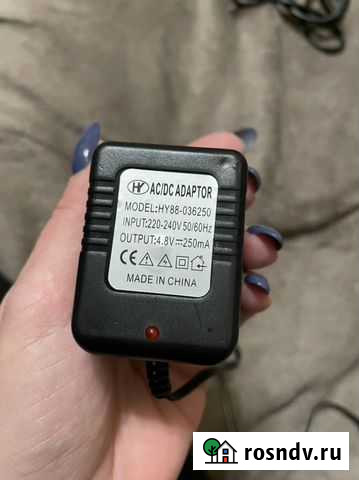 HY AC/DC ADAPTOR
MODEL:HY88-036250
INPUT:220-240V 50/60Hz
OUTPUT:4.8V⎓250mA
MADE IN CHINA
rosndv.ru